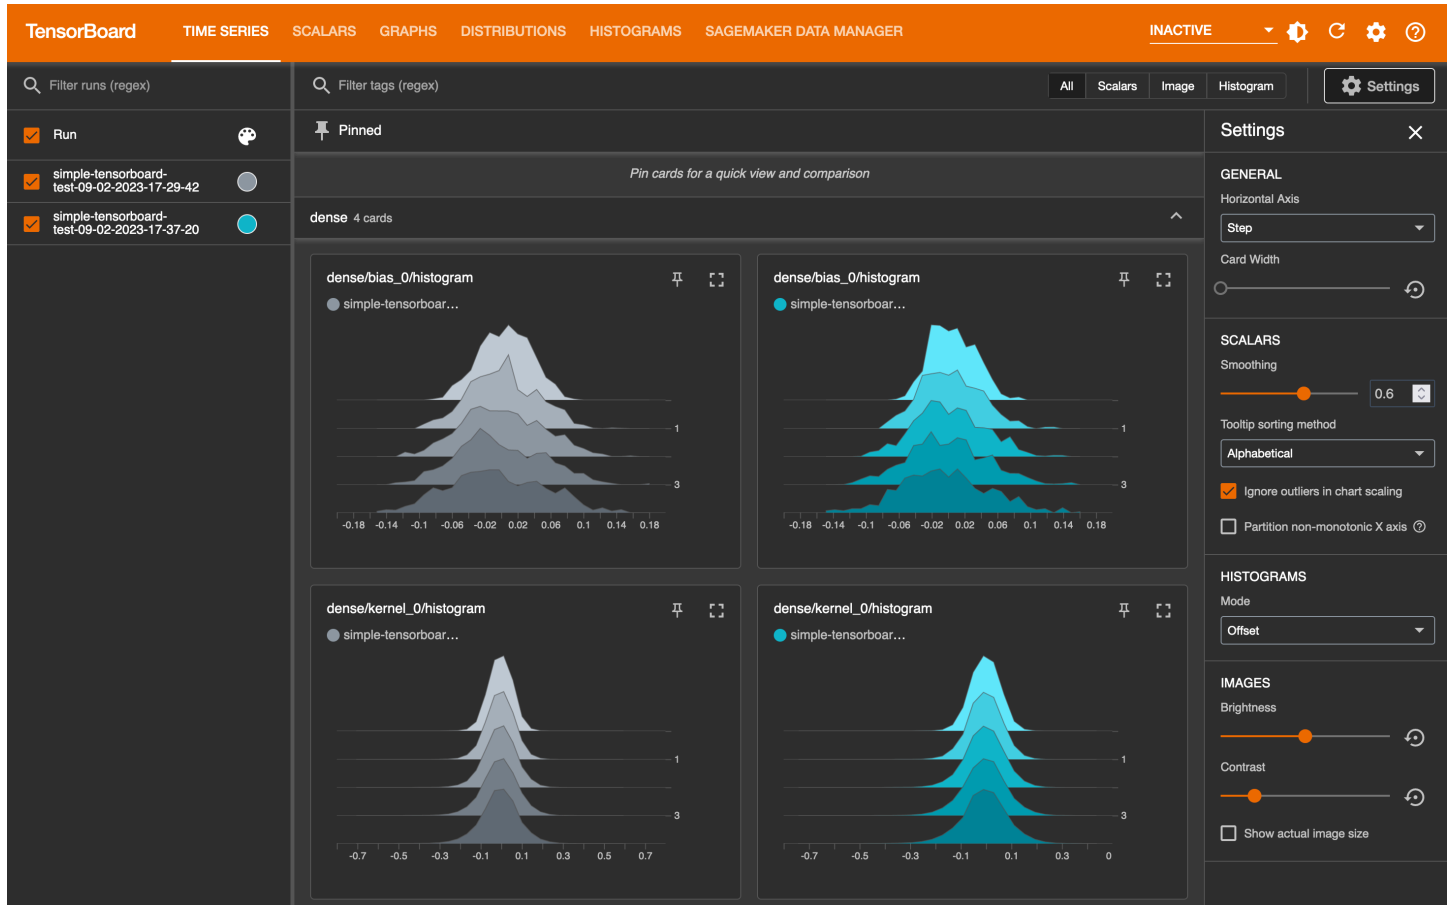 TensorBoard
TIME SERIES
SCALARS
GRAPHS
DISTRIBUTIONS
HISTOGRAMS
SAGEMAKER DATA MANAGER
INACTIVE
Filter runs (regex)
Run
simple-tensorboard-
test-09-02-2023-17-29-42
simple-tensorboard-
test-09-02-2023-17-37-20
Filter tags (regex)
All
Scalars
Image
Histogram
Settings
Pinned
Pin cards for a quick view and comparison
dense 4 cards
dense/bias_0/histogram
simple-tensorboar...
1
3
-0.18 -0.14 -0.1 -0.06 -0.02 0.02 0.06 0.1 0.14 0.18
dense/bias_0/histogram
simple-tensorboar...
1
3
-0.18 -0.14 -0.1 -0.06 -0.02 0.02 0.06 0.1 0.14 0.18
dense/kernel_0/histogram
simple-tensorboar...
1
3
-0.7 -0.5 -0.3 -0.1 0.1 0.3 0.5 0.7
dense/kernel_0/histogram
simple-tensorboar...
1
3
-0.7 -0.5 -0.3 -0.1 0.1 0.3 0
Settings
GENERAL
Horizontal Axis
Step
Card Width
SCALARS
Smoothing
0.6
Tooltip sorting method
Alphabetical
Ignore outliers in chart scaling
Partition non-monotonic X axis
HISTOGRAMS
Mode
Offset
IMAGES
Brightness
Contrast
Show actual image size